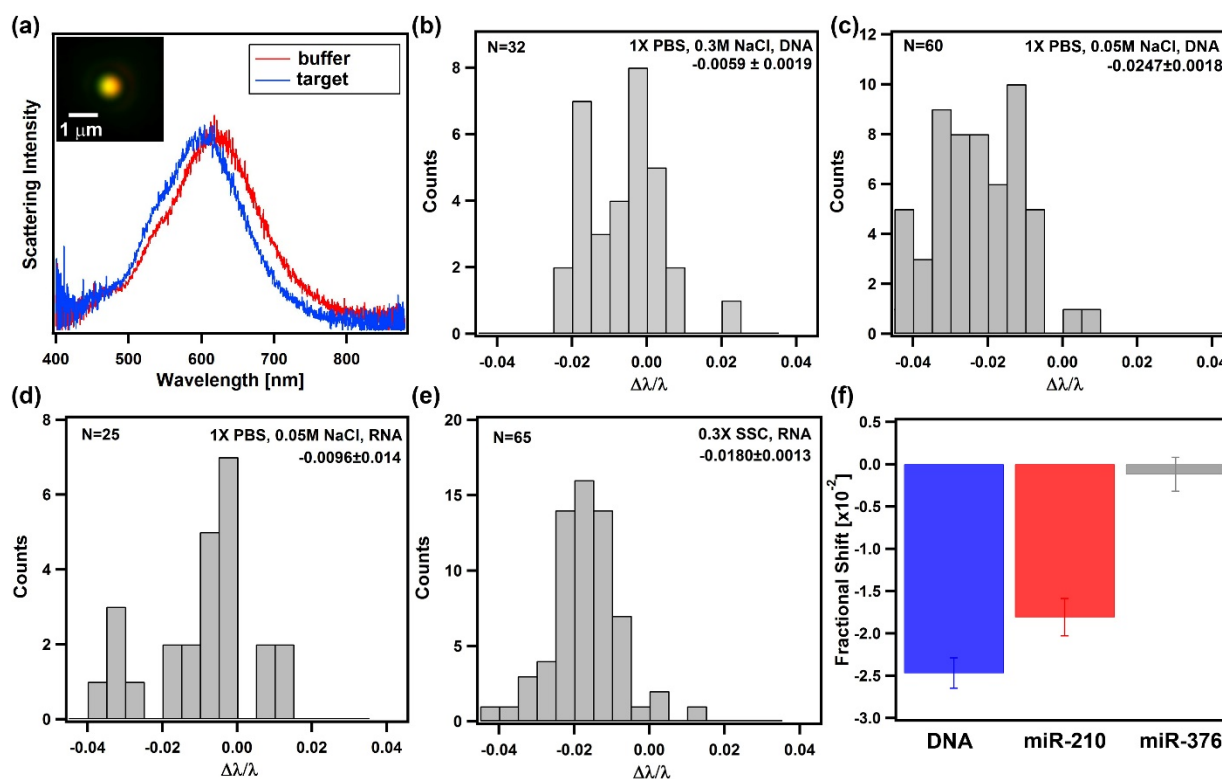 (a)
buffer
target
1 μm
Scattering Intensity
400 500 600 700 800
Wavelength [nm]
(b)
N=32
1X PBS, 0.3M NaCl, DNA
-0.0059 ± 0.0019
Counts
8
6
4
2
0
-0.04 -0.02 0.00 0.02 0.04
Δλ/λ
(c)
N=60
1X PBS, 0.05M NaCl, DNA
-0.0247±0.0018
Counts
12
10
8
6
4
2
0
-0.04 -0.02 0.00 0.02 0.04
Δλ/λ
(d)
N=25
1X PBS, 0.05M NaCl, RNA
-0.0096±0.014
Counts
8
6
4
2
0
-0.04 -0.02 0.00 0.02 0.04
Δλ/λ
(e)
N=65
0.3X SSC, RNA
-0.0180±0.0013
Counts
20
15
10
5
0
-0.04 -0.02 0.00 0.02 0.04
Δλ/λ
(f)
Fractional Shift [x10⁻²]
0.5
0.0
-0.5
-1.0
-1.5
-2.0
-2.5
-3.0
DNA miR-210 miR-376